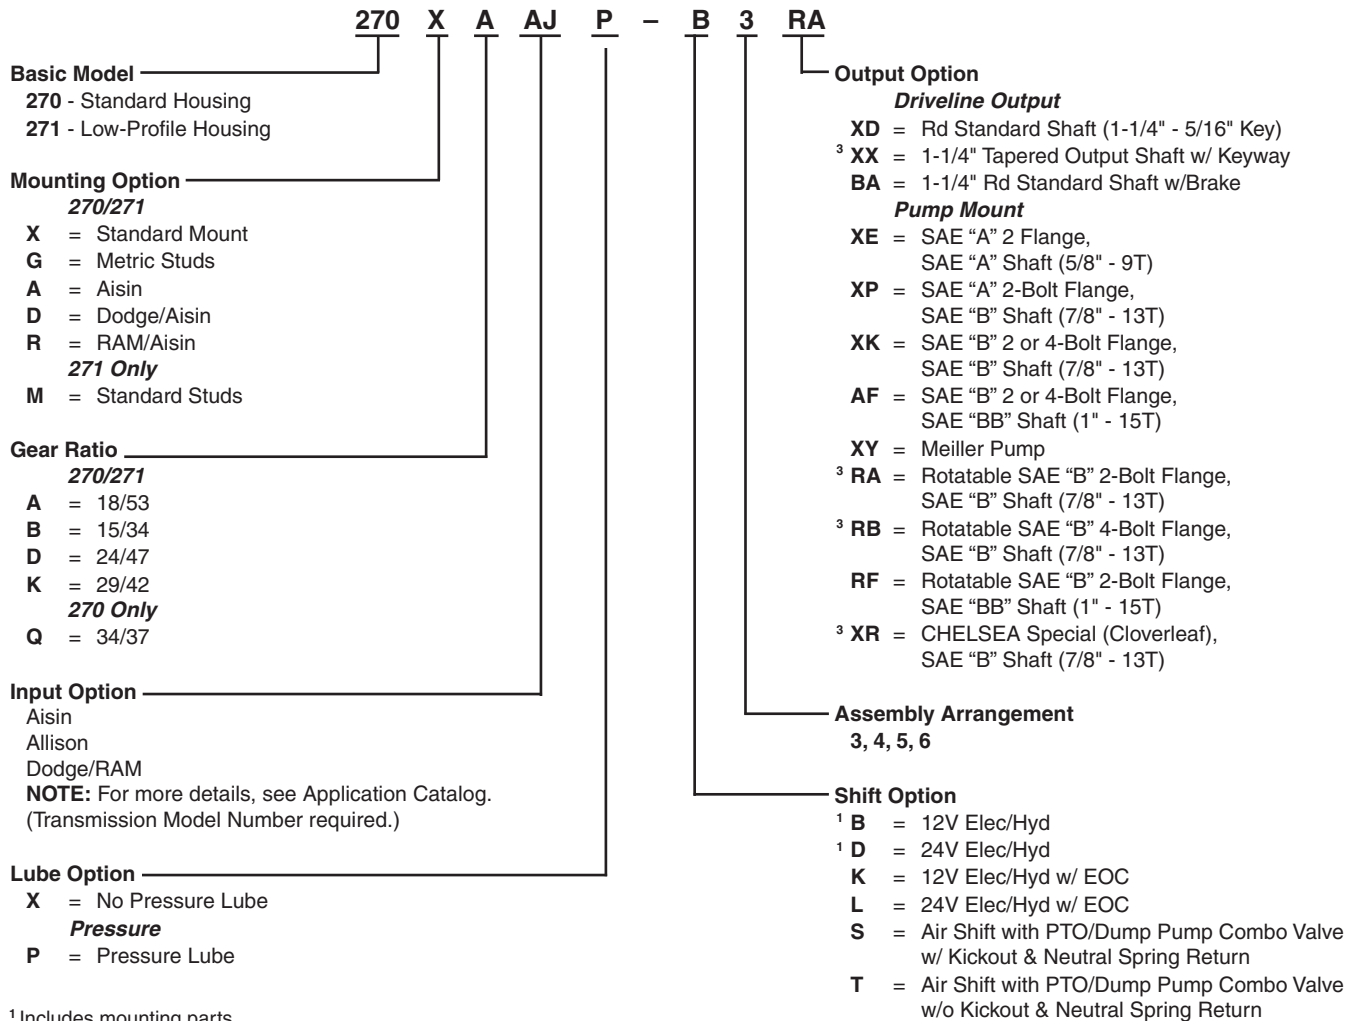 270 X A AJ P – B 3 RA
Basic Model
270 - Standard Housing
271 - Low-Profile Housing
Mounting Option
270/271
X = Standard Mount
G = Metric Studs
A = Aisin
D = Dodge/Aisin
R = RAM/Aisin
271 Only
M = Standard Studs
Gear Ratio
270/271
A = 18/53
B = 15/34
D = 24/47
K = 29/42
270 Only
Q = 34/37
Input Option
Aisin
Allison
Dodge/RAM
NOTE: For more details, see Application Catalog.
(Transmission Model Number required.)
Lube Option
X = No Pressure Lube
Pressure
P = Pressure Lube
1 Includes mounting parts
Output Option
Driveline Output
XD = Rd Standard Shaft (1-1/4" - 5/16" Key)
3 XX = 1-1/4" Tapered Output Shaft w/ Keyway
BA = 1-1/4" Rd Standard Shaft w/Brake
Pump Mount
XE = SAE “A” 2 Flange,
SAE “A” Shaft (5/8" - 9T)
XP = SAE “A” 2-Bolt Flange,
SAE “B” Shaft (7/8" - 13T)
XK = SAE “B” 2 or 4-Bolt Flange,
SAE “B” Shaft (7/8" - 13T)
AF = SAE “B” 2 or 4-Bolt Flange,
SAE “BB” Shaft (1" - 15T)
XY = Meiller Pump
3 RA = Rotatable SAE “B” 2-Bolt Flange,
SAE “B” Shaft (7/8" - 13T)
3 RB = Rotatable SAE “B” 4-Bolt Flange,
SAE “B” Shaft (7/8" - 13T)
RF = Rotatable SAE “B” 2-Bolt Flange,
SAE “BB” Shaft (1" - 15T)
3 XR = CHELSEA Special (Cloverleaf),
SAE “B” Shaft (7/8" - 13T)
Assembly Arrangement
3, 4, 5, 6
Shift Option
1 B = 12V Elec/Hyd
1 D = 24V Elec/Hyd
K = 12V Elec/Hyd w/ EOC
L = 24V Elec/Hyd w/ EOC
S = Air Shift with PTO/Dump Pump Combo Valve
w/ Kickout & Neutral Spring Return
T = Air Shift with PTO/Dump Pump Combo Valve
w/o Kickout & Neutral Spring Return